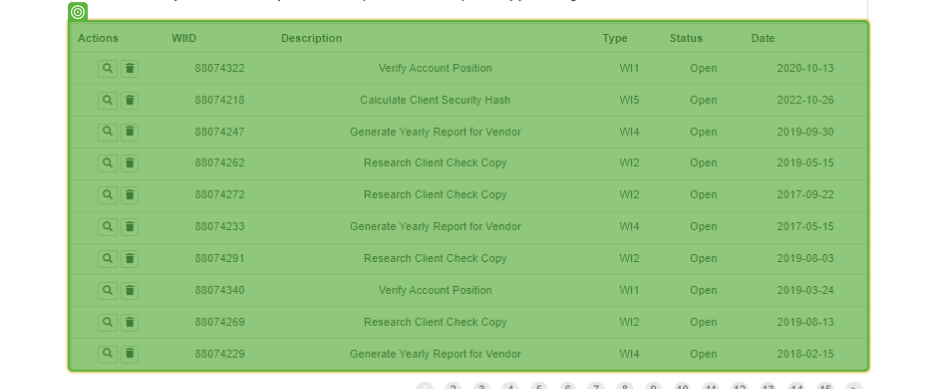 Actions WIID Description Type Status Date
88074322 Verify Account Position WI1 Open 2020-10-13
88074218 Calculate Client Security Hash WI5 Open 2022-10-26
88074247 Generate Yearly Report for Vendor WI4 Open 2019-09-30
88074262 Research Client Check Copy WI2 Open 2019-05-15
88074272 Research Client Check Copy WI2 Open 2017-09-22
88074233 Generate Yearly Report for Vendor WI4 Open 2017-05-15
88074291 Research Client Check Copy WI2 Open 2019-08-03
88074340 Verify Account Position WI1 Open 2019-03-24
88074269 Research Client Check Copy WI2 Open 2019-08-13
88074229 Generate Yearly Report for Vendor WI4 Open 2018-02-15